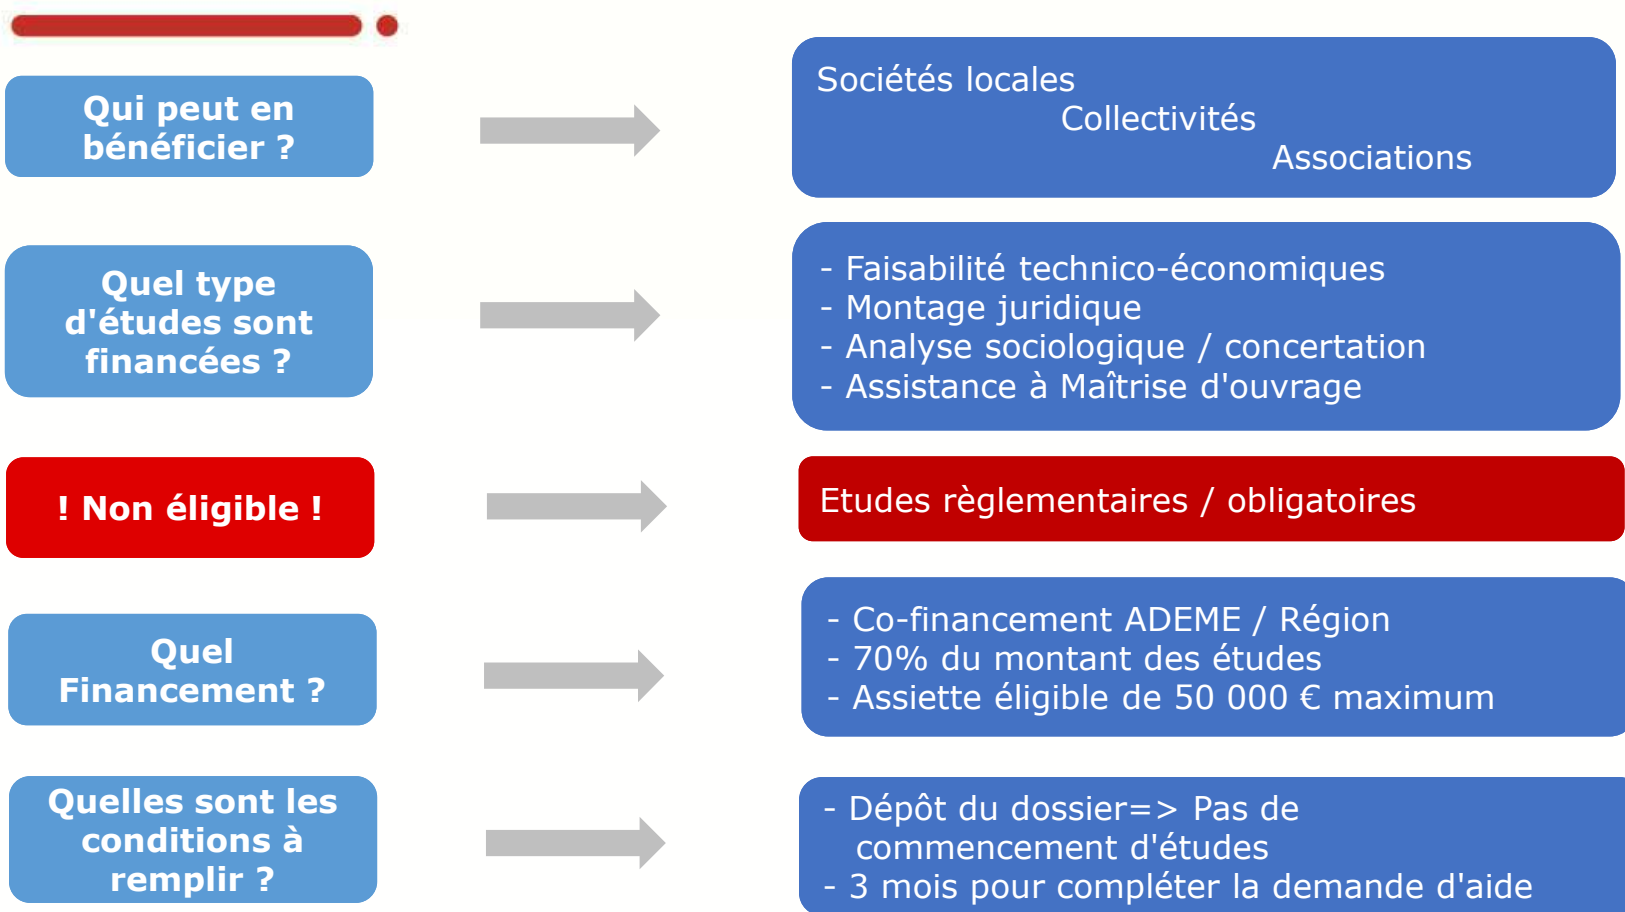 Qui peut en
bénéficier ?
Sociétés locales
Collectivités
Associations
Quel type
d'études sont
financées ?
- Faisabilité technico-économiques
- Montage juridique
- Analyse sociologique / concertation
- Assistance à Maîtrise d'ouvrage
! Non éligible !
Etudes règlementaires / obligatoires
Quel
Financement ?
- Co-financement ADEME / Région
- 70% du montant des études
- Assiette éligible de 50 000 € maximum
Quelles sont les
conditions à
remplir ?
- Dépôt du dossier=> Pas de
commencement d'études
- 3 mois pour compléter la demande d'aide